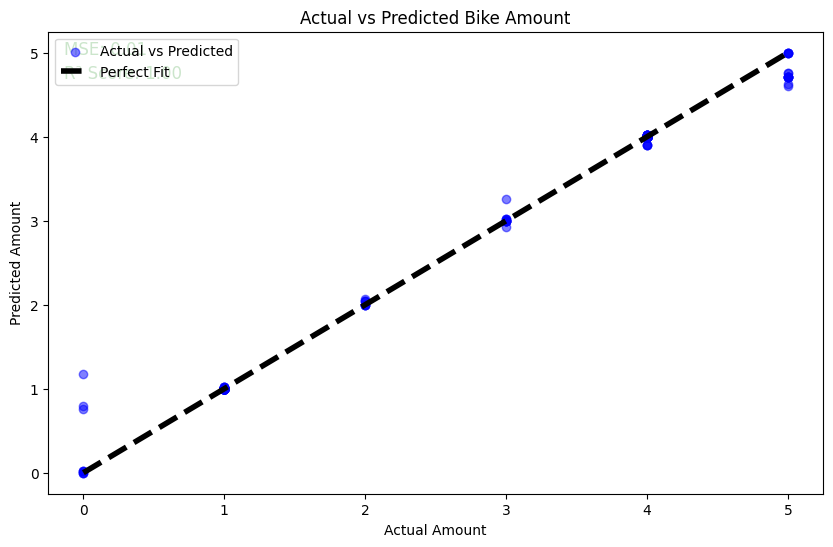 Actual vs Predicted Bike Amount
Actual vs Predicted
Perfect Fit
Predicted Amount
5
4
3
2
1
0
0 1 2 3 4 5
Actual Amount